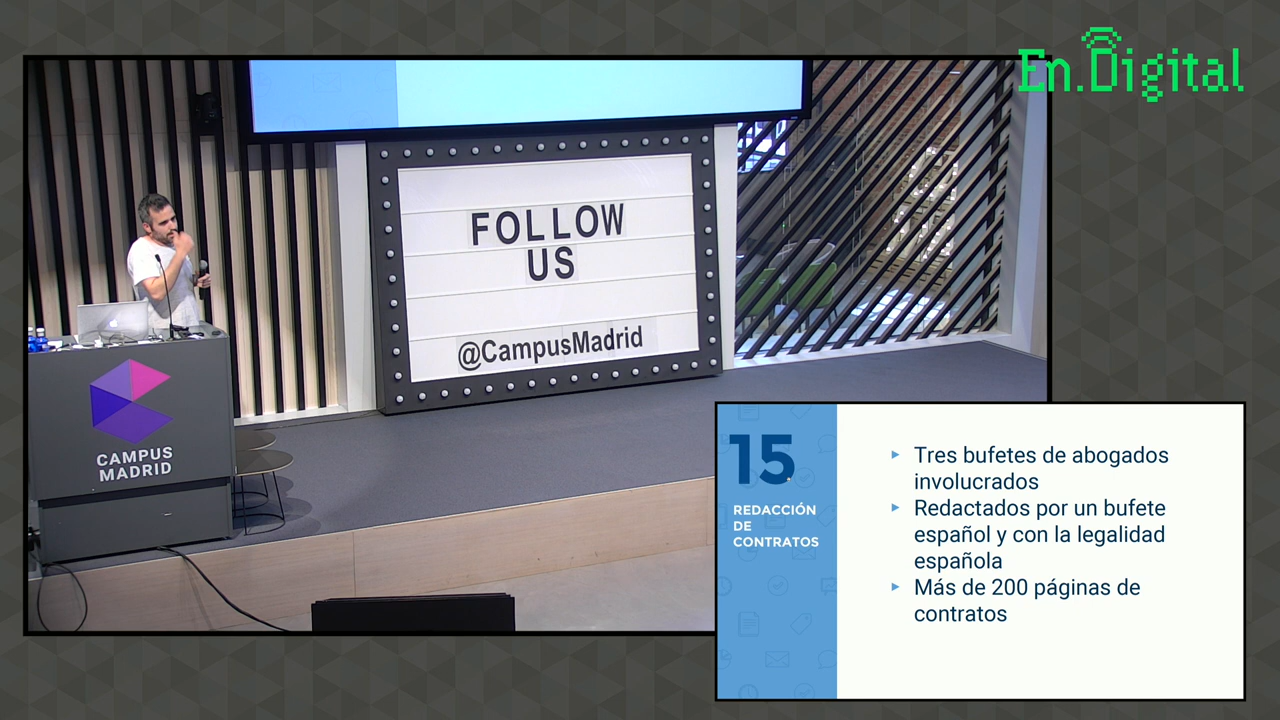 En.Digital
FOLLOW
US
@CampusMadrid
CAMPUS
MADRID
15.
REDACCIÓN
DE
CONTRATOS
Tres bufetes de abogados
involucrados
Redactados por un bufete
español y con la legalidad
española
Más de 200 páginas de
contratos